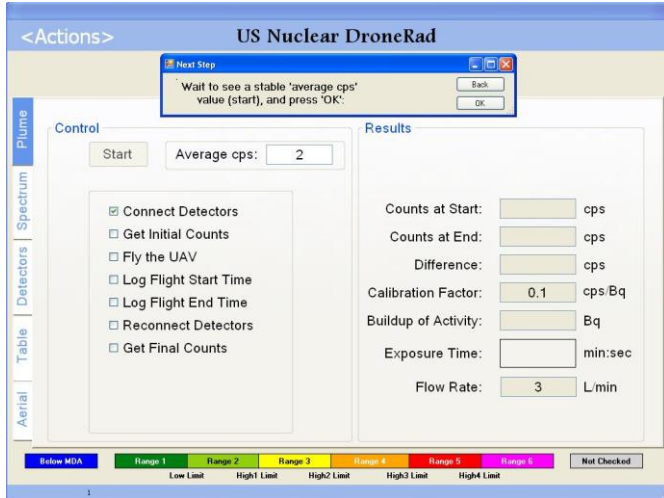 <Actions>
US Nuclear DroneRad
Next Step
Wait to see a stable 'average cps'
value (start), and press 'OK':
Back
OK
Plume
Spectrum
Detectors
Table
Aerial
Control
Start
Average cps:
2
Connect Detectors
Get Initial Counts
Fly the UAV
Log Flight Start Time
Log Flight End Time
Reconnect Detectors
Get Final Counts
Results
Counts at Start: cps
Counts at End: cps
Difference: cps
Calibration Factor: 0.1 cps/Bq
Buildup of Activity: Bq
Exposure Time: min:sec
Flow Rate: 3 L/min
Below MDA Range 1 Range 2 Range 3 Range 4 Range 5 Range 6 Not Checked
Low Limit High1 Limit High2 Limit High3 Limit High4 Limit
1